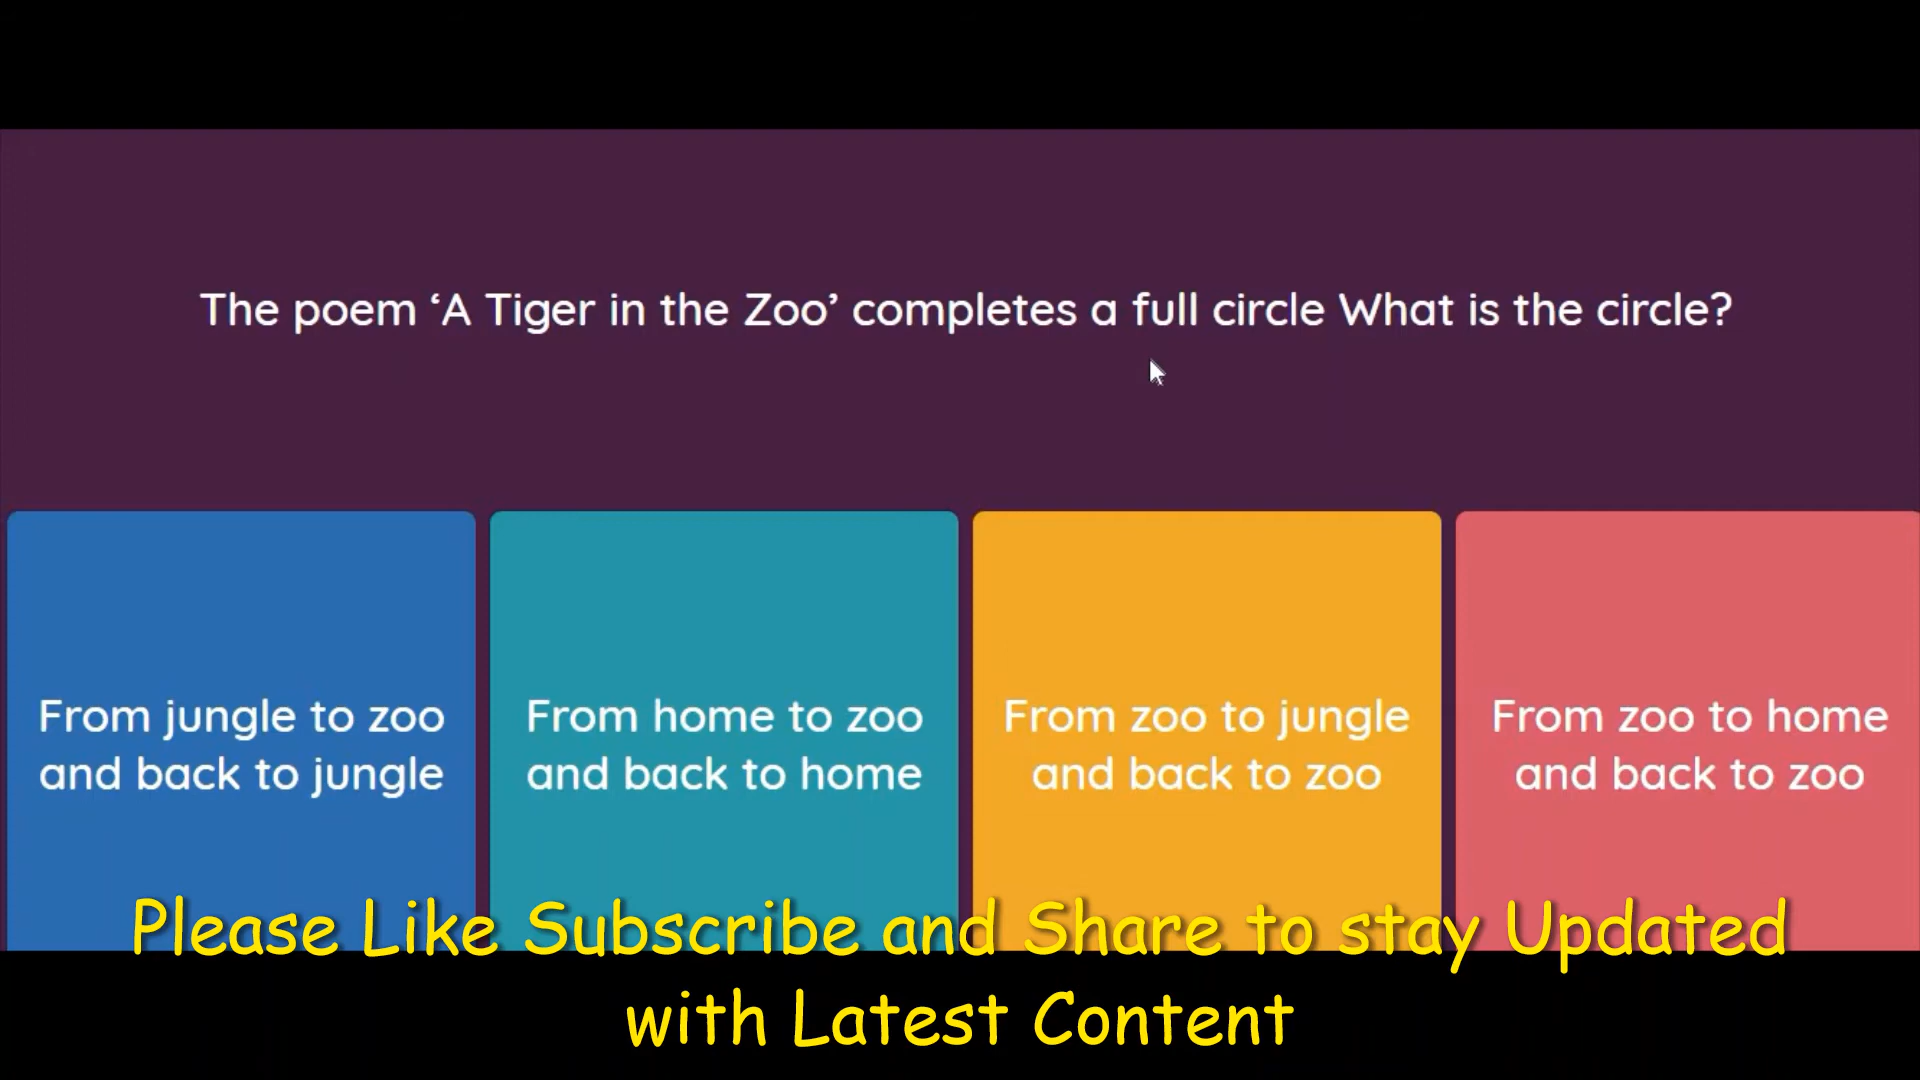 The poem ‘A Tiger in the Zoo’ completes a full circle What is the circle?
From jungle to zoo
and back to jungle
From home to zoo
and back to home
From zoo to jungle
and back to zoo
From zoo to home
and back to zoo
Please Like Subscribe and Share to stay Updated
with Latest Content